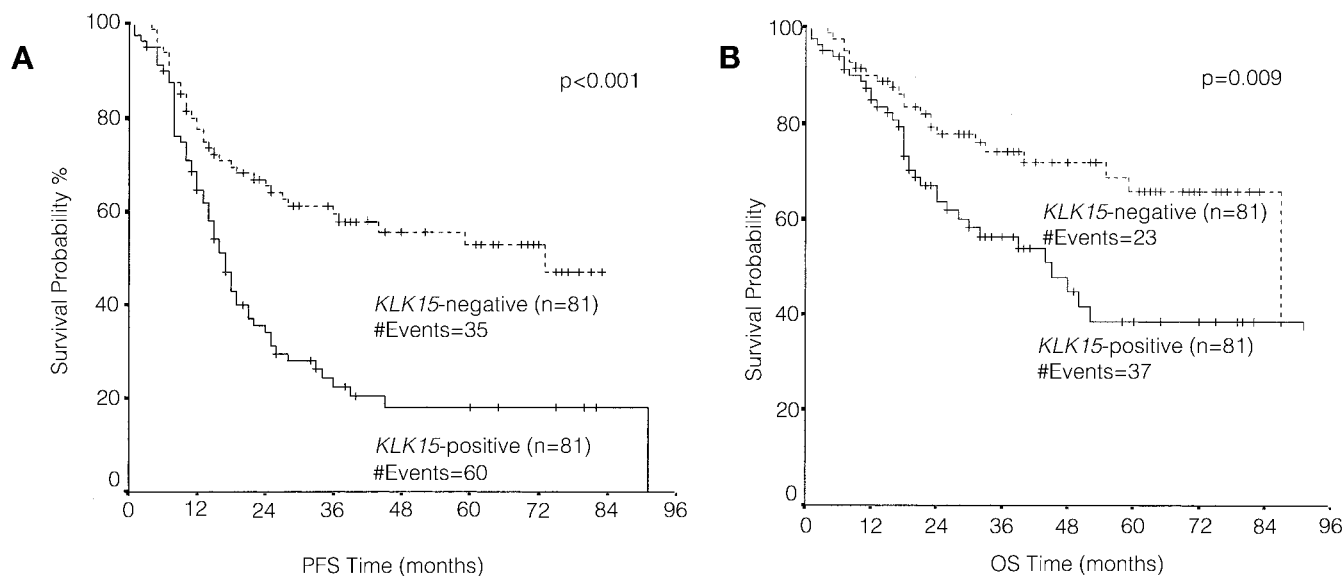 A
p<0.001
Survival Probability %
100
80
60
40
20
0
KLK15-negative (n=81)
#Events=35
KLK15-positive (n=81)
#Events=60
0 12 24 36 48 60 72 84 96
PFS Time (months)
B
p=0.009
Survival Probability
100
80
60
40
20
0
KLK15-negative (n=81)
#Events=23
KLK15-positive (n=81)
#Events=37
0 12 24 36 48 60 72 84 96
OS Time (months)